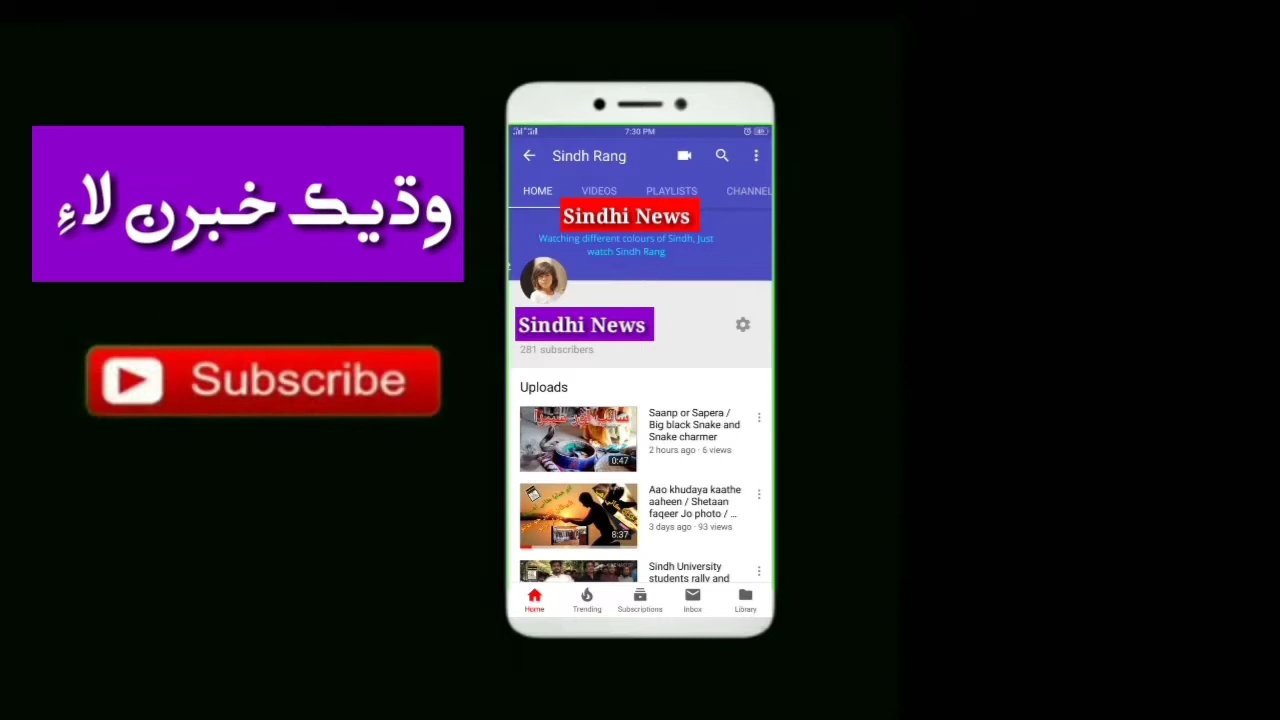 وڌيڪ خبرن لاءِ
Subscribe
7:30 PM
Sindh Rang
HOME VIDEOS PLAYLISTS CHANNEL
Sindhi News
Watching different colours of Sindh, Just
watch Sindh Rang
Sindhi News
281 subscribers
Uploads
0:47
Saanp or Sapera /
Big black Snake and
Snake charmer
2 hours ago · 6 views
8:37
Aao khudaya kaathe
aaheen / Shetaan
faqeer Jo photo / ...
3 days ago · 93 views
Sindh University
students rally and
Home Trending Subscriptions Inbox Library